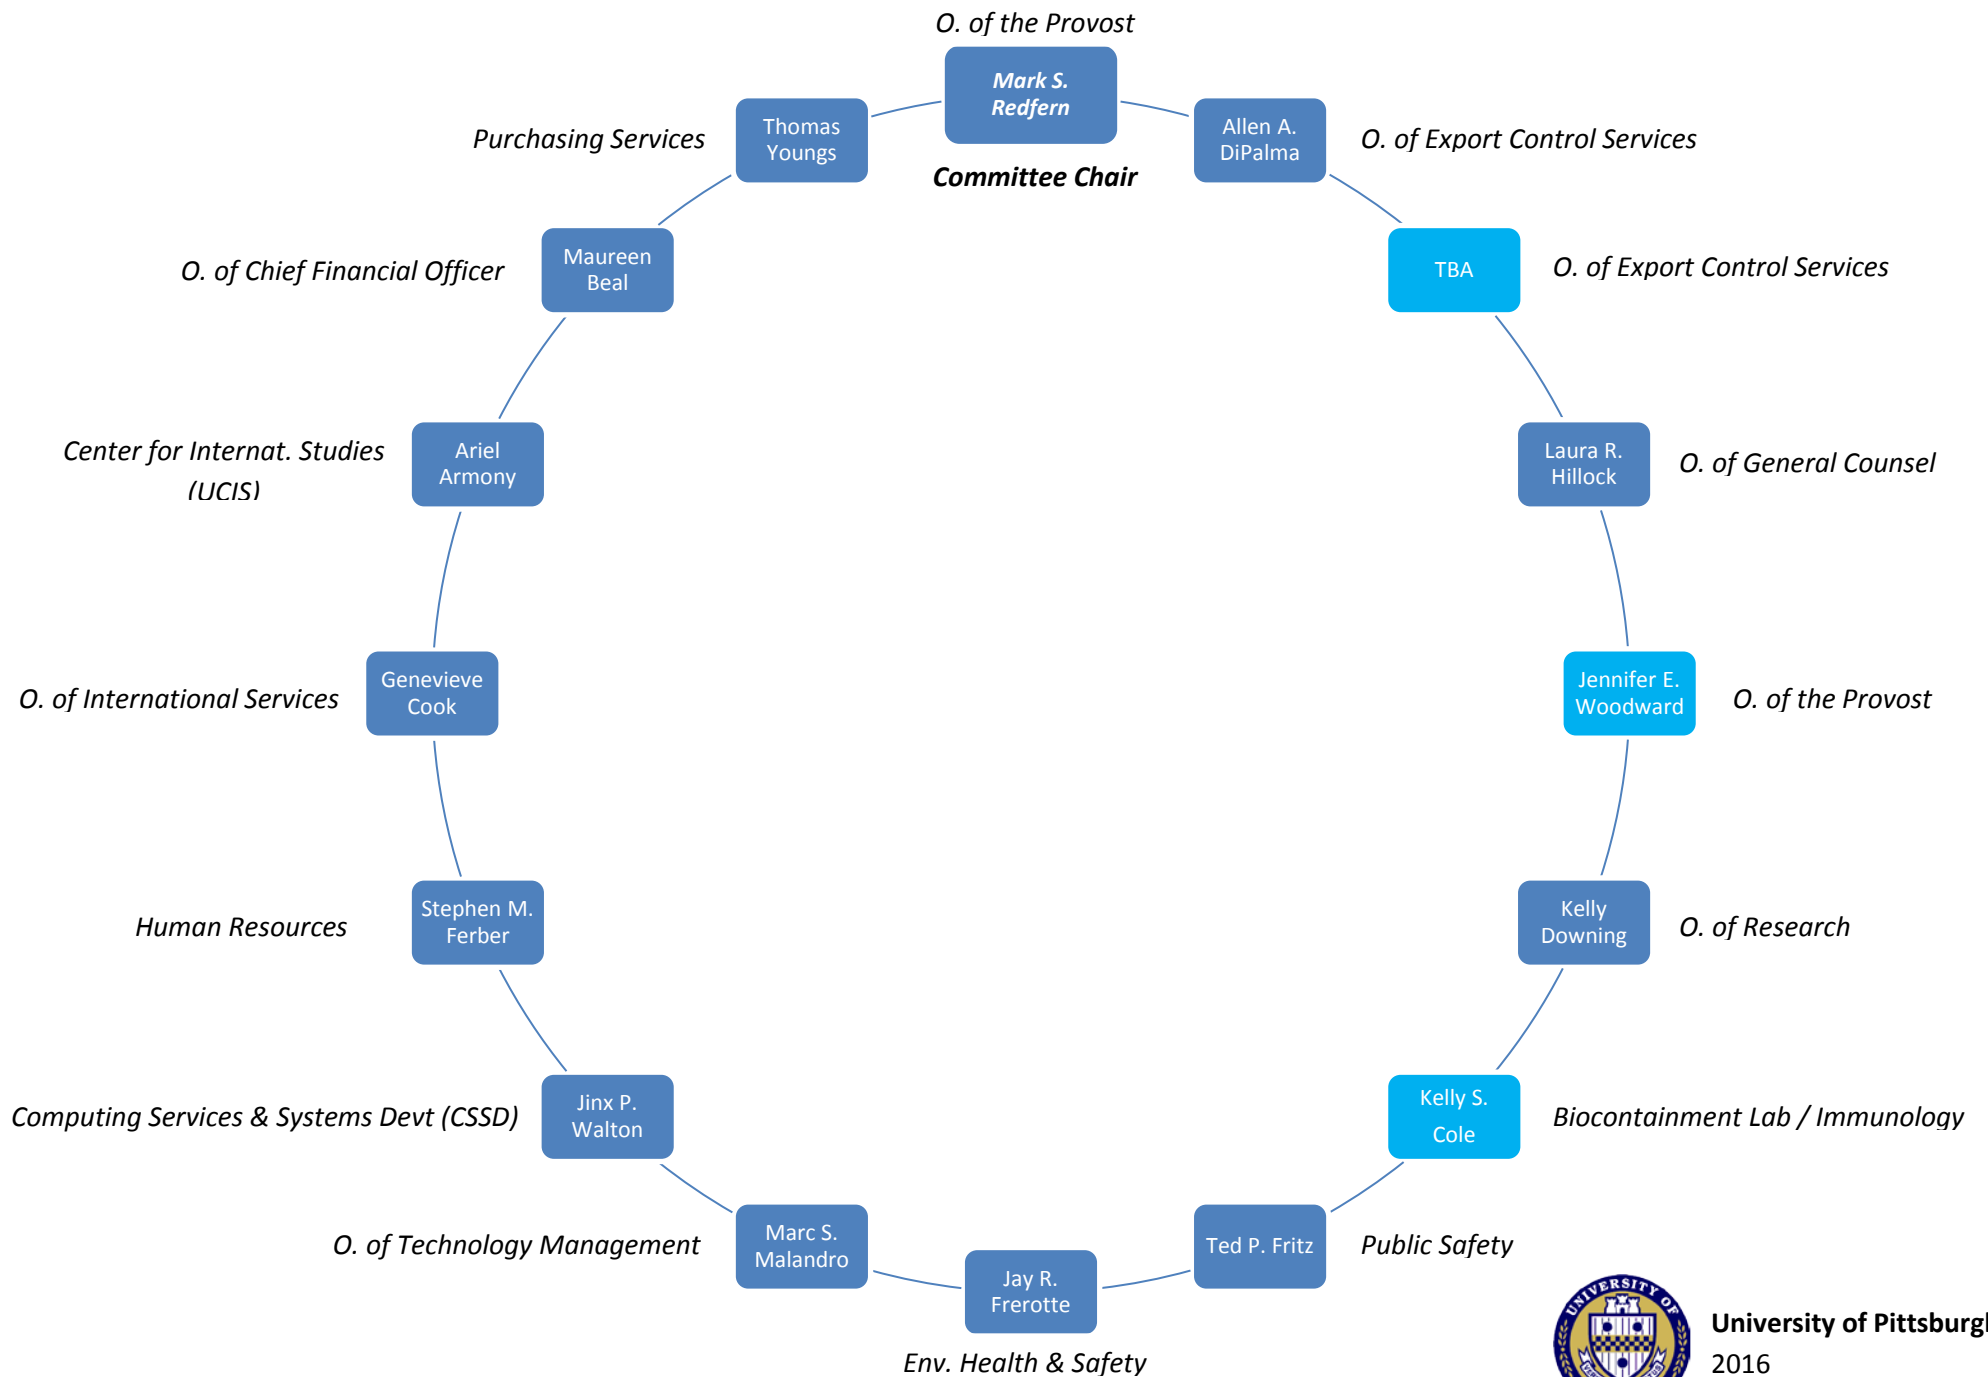 O. of the Provost
Mark S.
Redfern
Committee Chair
Allen A.
DiPalma
O. of Export Control Services
TBA
O. of Export Control Services
Laura R.
Hillock
O. of General Counsel
Jennifer E.
Woodward
O. of the Provost
Kelly
Downing
O. of Research
Kelly S.
Cole
Biocontainment Lab / Immunology
Ted P. Fritz
Public Safety
Jay R.
Frerotte
Env. Health & Safety
Marc S.
Malandro
O. of Technology Management
Jinx P.
Walton
Computing Services & Systems Devt (CSSD)
Stephen M.
Ferber
Human Resources
Genevieve
Cook
O. of International Services
Ariel
Armony
Center for Internat. Studies
(UCIS)
Maureen
Beal
O. of Chief Financial Officer
Thomas
Youngs
Purchasing Services
UNIVERSITY OF
University of Pittsburgh
2016